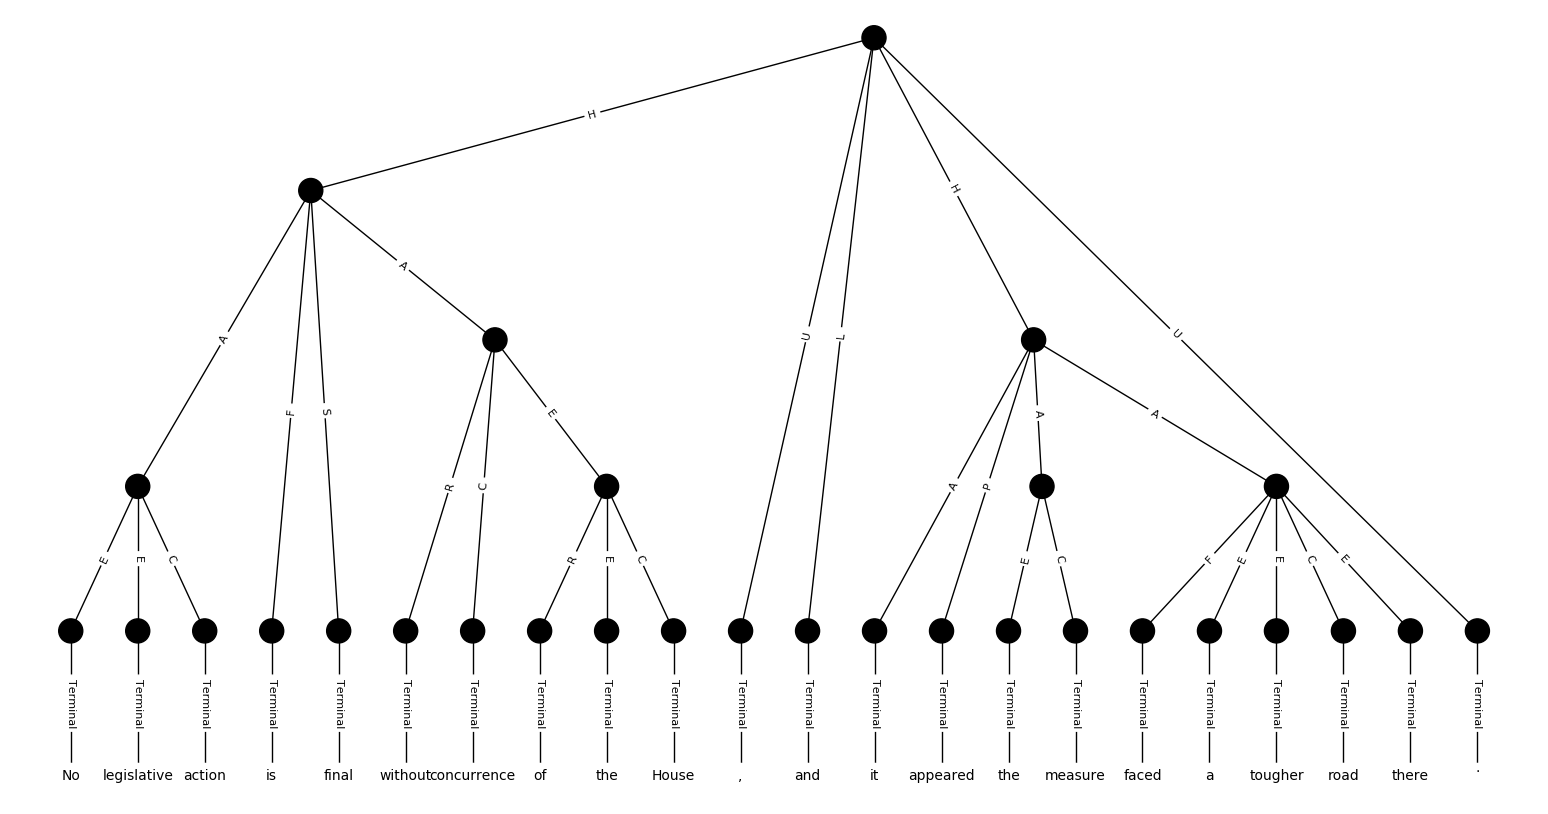 H
H
A
U
U
L
A
F
S
A
A
E
R
C
A
P
E
E
C
R
E
C
E
C
F
E
E
C
E
Terminal Terminal Terminal Terminal Terminal Terminal Terminal Terminal Terminal Terminal Terminal Terminal Terminal Terminal Terminal Terminal Terminal Terminal Terminal Terminal Terminal Terminal
No legislative action is final without concurrence of the House , and it appeared the measure faced a tougher road there .